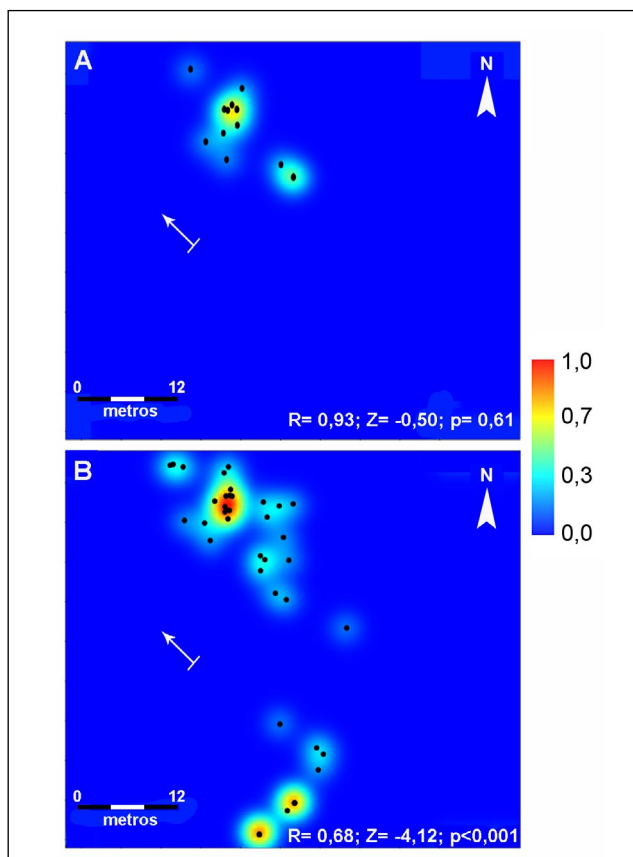 A
N
0 12
metros
R= 0,93; Z= -0,50; p= 0,61
1,0
0,7
0,3
0,0
B
N
0 12
metros
R= 0,68; Z= -4,12; p<0,001